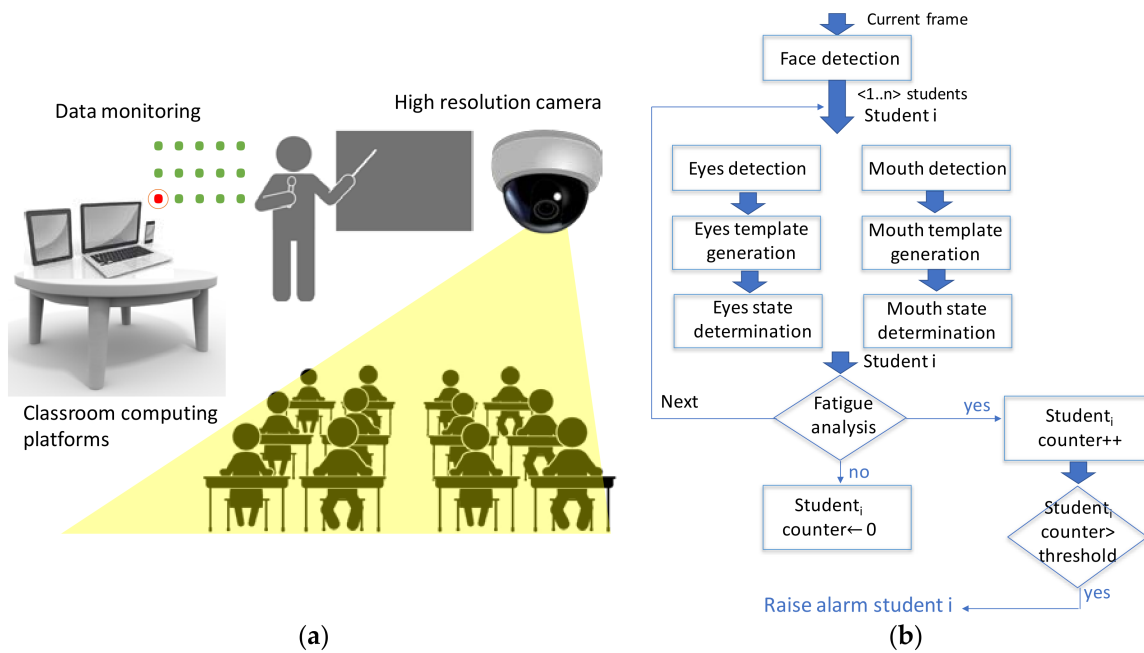 Data monitoring
High resolution camera
Classroom computing
platforms
(a)
Current frame
Face detection
<1..n> students
Student i
Eyes detection
Mouth detection
Eyes template
generation
Mouth template
generation
Eyes state
determination
Mouth state
determination
Student i
Next
Fatigue
analysis
yes
Studentᵢ
counter++
no
Studentᵢ
counter← 0
Studentᵢ
counter>
threshold
yes
Raise alarm student i
(b)